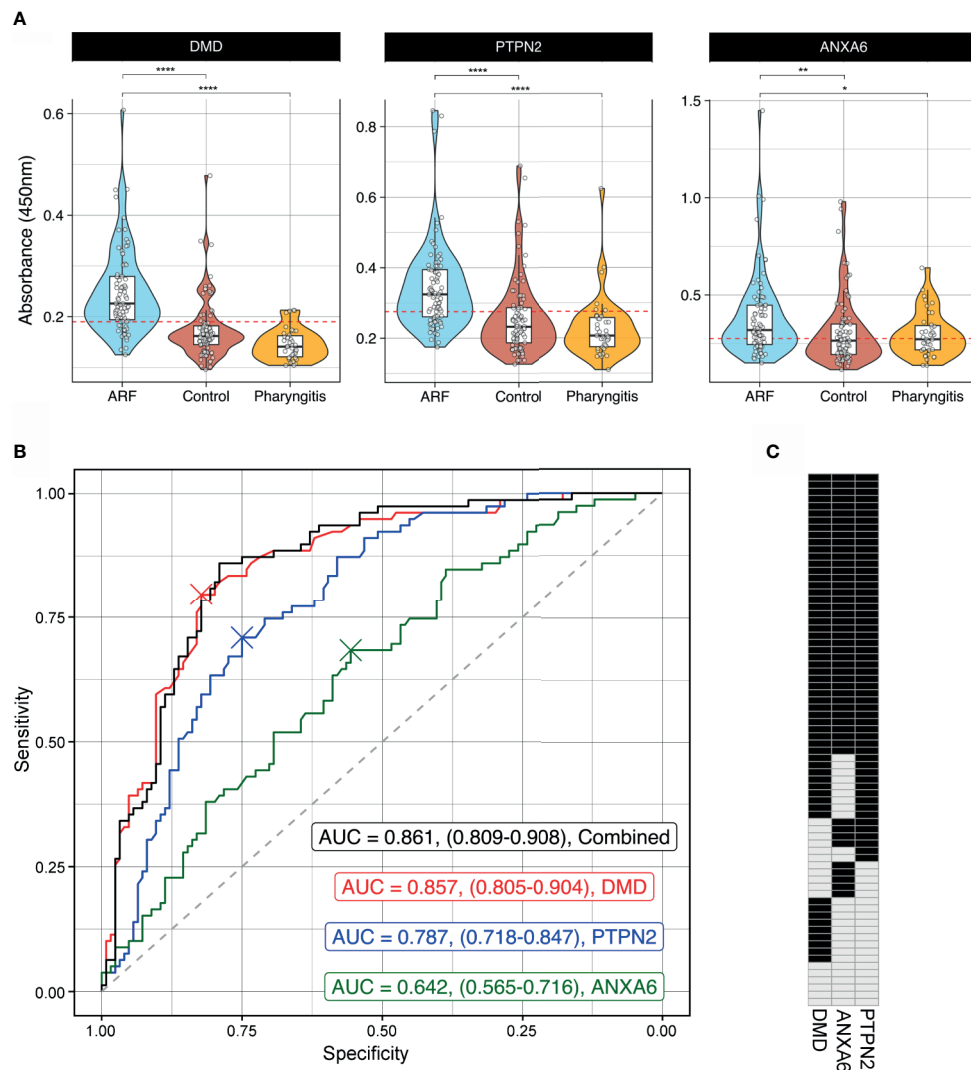 A
DMD
PTPN2
ANXA6
****
****
****
****
**
*
Absorbance (450nm)
0.6
0.4
0.2
0.8
0.6
0.4
0.2
1.5
1.0
0.5
ARF Control Pharyngitis
ARF Control Pharyngitis
ARF Control Pharyngitis
B
Sensitivity
1.00
0.75
0.50
0.25
0.00
AUC = 0.861, (0.809-0.908), Combined
AUC = 0.857, (0.805-0.904), DMD
AUC = 0.787, (0.718-0.847), PTPN2
AUC = 0.642, (0.565-0.716), ANXA6
1.00 0.75 0.50 0.25 0.00
Specificity
C
DMD
ANXA6
PTPN2